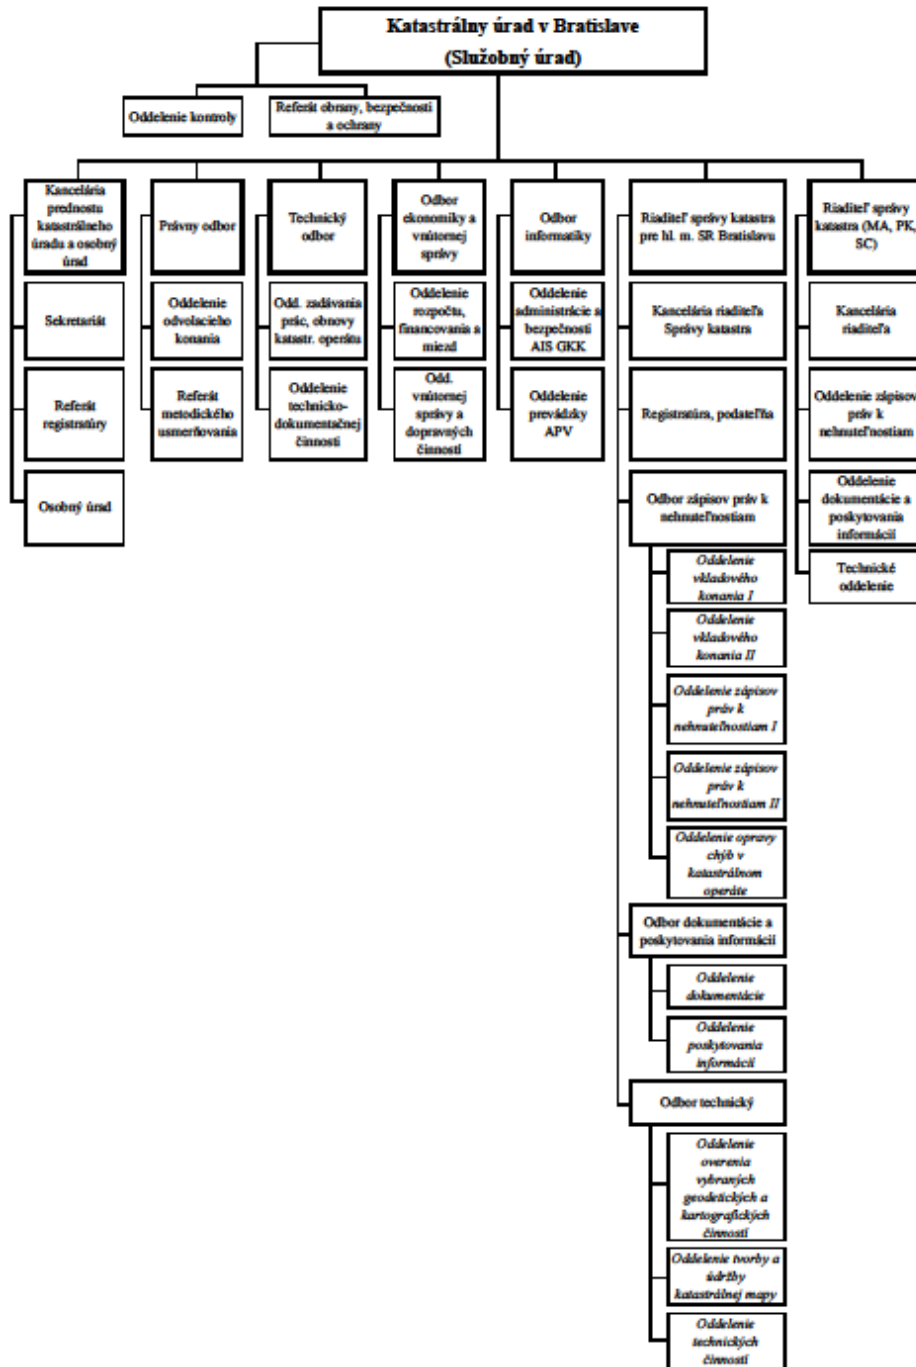 Katastrálny úrad v Bratislave
(Služobný úrad)
Oddelenie kontroly
Referát obrany, bezpečnosti
a ochrany
Kancelária
prednostu
katastrálneho
úradu a osobný
úrad
Sekretariát
Referát
registratúry
Osobný úrad
Právny odbor
Oddelenie
odvolacieho
konania
Referát
metodického
usmerňovania
Technický
odbor
Odd. zadávania
prác, obnovy
katastr. operátu
Oddelenie
technicko-
dokumentačnej
činnosti
Odbor
ekonomiky a
vnútornej
správy
Oddelenie
rozpočtu,
financovania a
miezd
Odd.
vnútornej
správy a
dopravných
činností
Odbor
informatiky
Oddelenie
administrácie a
bezpečnosti
AIS GKK
Oddelenie
prevádzky
APV
Riaditeľ správy katastra
pre hl. m. SR Bratislavu
Kancelária riaditeľa
Správy katastra
Registratúra, podateľňa
Odbor zápisov práv k
nehnuteľnostiam
Oddelenie
vkladového
konania I
Oddelenie
vkladového
konania II
Oddelenie zápisov
práv k
nehnuteľnostiam I
Oddelenie zápisov
práv k
nehnuteľnostiam II
Oddelenie opravy
chýb v
katastrálnom
operáte
Odbor dokumentácie a
poskytovania informácií
Oddelenie
dokumentácie
Oddelenie
poskytovania
informácií
Odbor technický
Oddelenie
overenia
vybraných
geodetických a
kartografických
činností
Oddelenie tvorby a
údržby
katastrálnej mapy
Oddelenie
technických
činností
Riaditeľ správy
katastra (MA, PK,
SC)
Kancelária
riaditeľa
Oddelenie zápisov
práv k
nehnuteľnostiam
Oddelenie
dokumentácie a
poskytovania
informácií
Technické
oddelenie